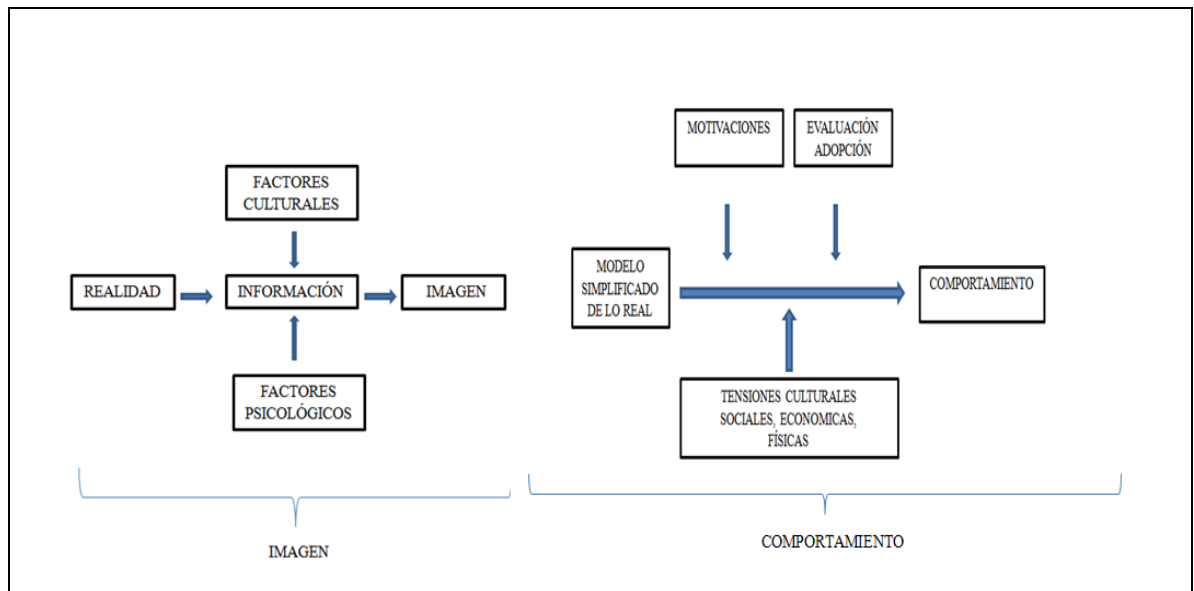 FACTORES
CULTURALES
REALIDAD
INFORMACIÓN
IMAGEN
FACTORES
PSICOLÓGICOS
IMAGEN
MOTIVACIONES
EVALUACIÓN
ADOPCIÓN
MODELO
SIMPLIFICADO
DE LO REAL
COMPORTAMIENTO
TENSIONES CULTURALES
SOCIALES, ECONOMICAS,
FÍSICAS
COMPORTAMIENTO